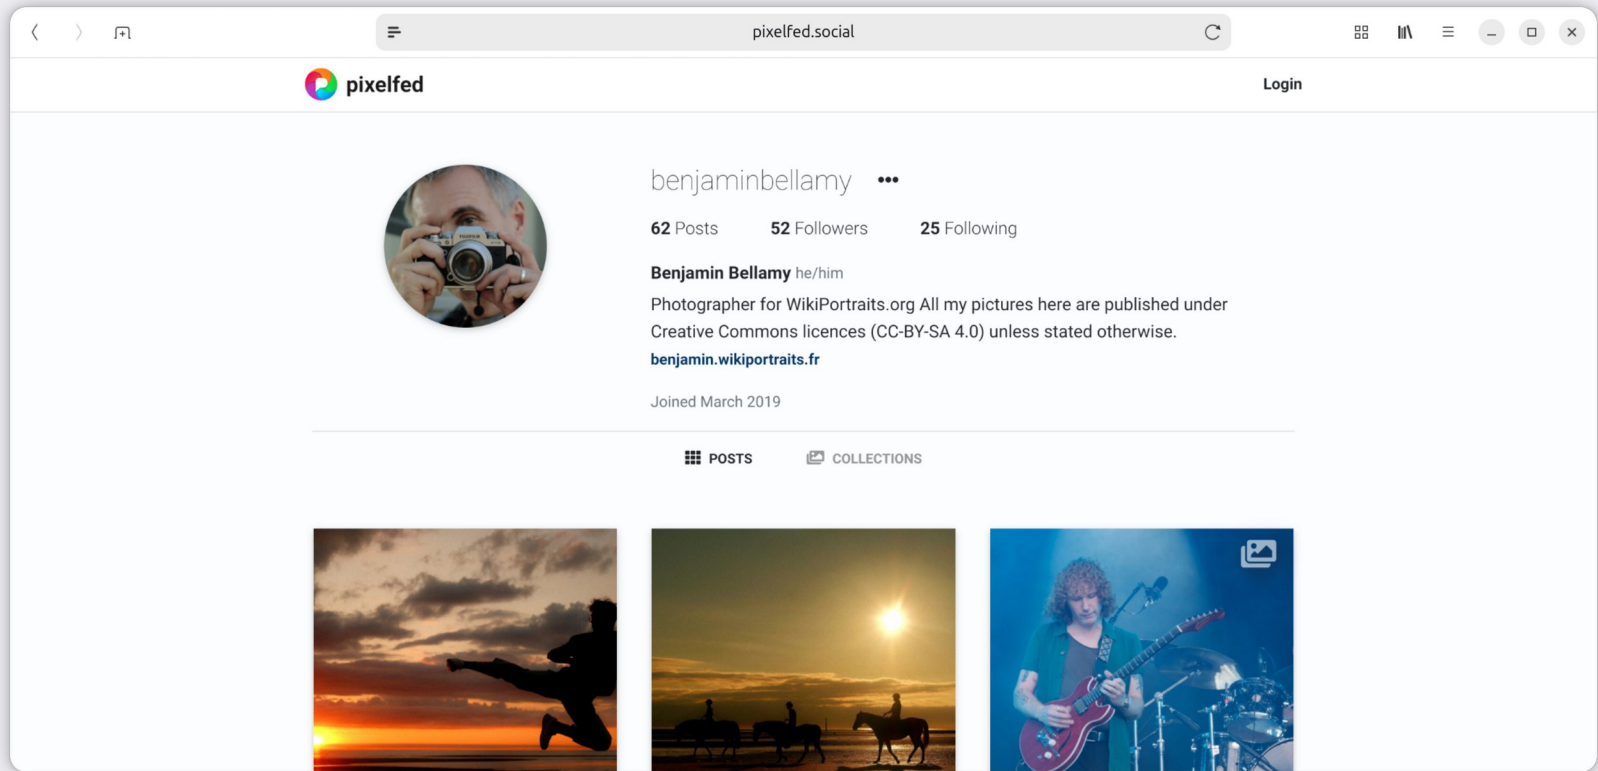 pixelfed.social
pixelfed
Login
benjaminbellamy •••
62 Posts 52 Followers 25 Following
Benjamin Bellamy he/him
Photographer for WikiPortraits.org All my pictures here are published under
Creative Commons licences (CC-BY-SA 4.0) unless stated otherwise.
benjamin.wikiportraits.fr
Joined March 2019
POSTS COLLECTIONS